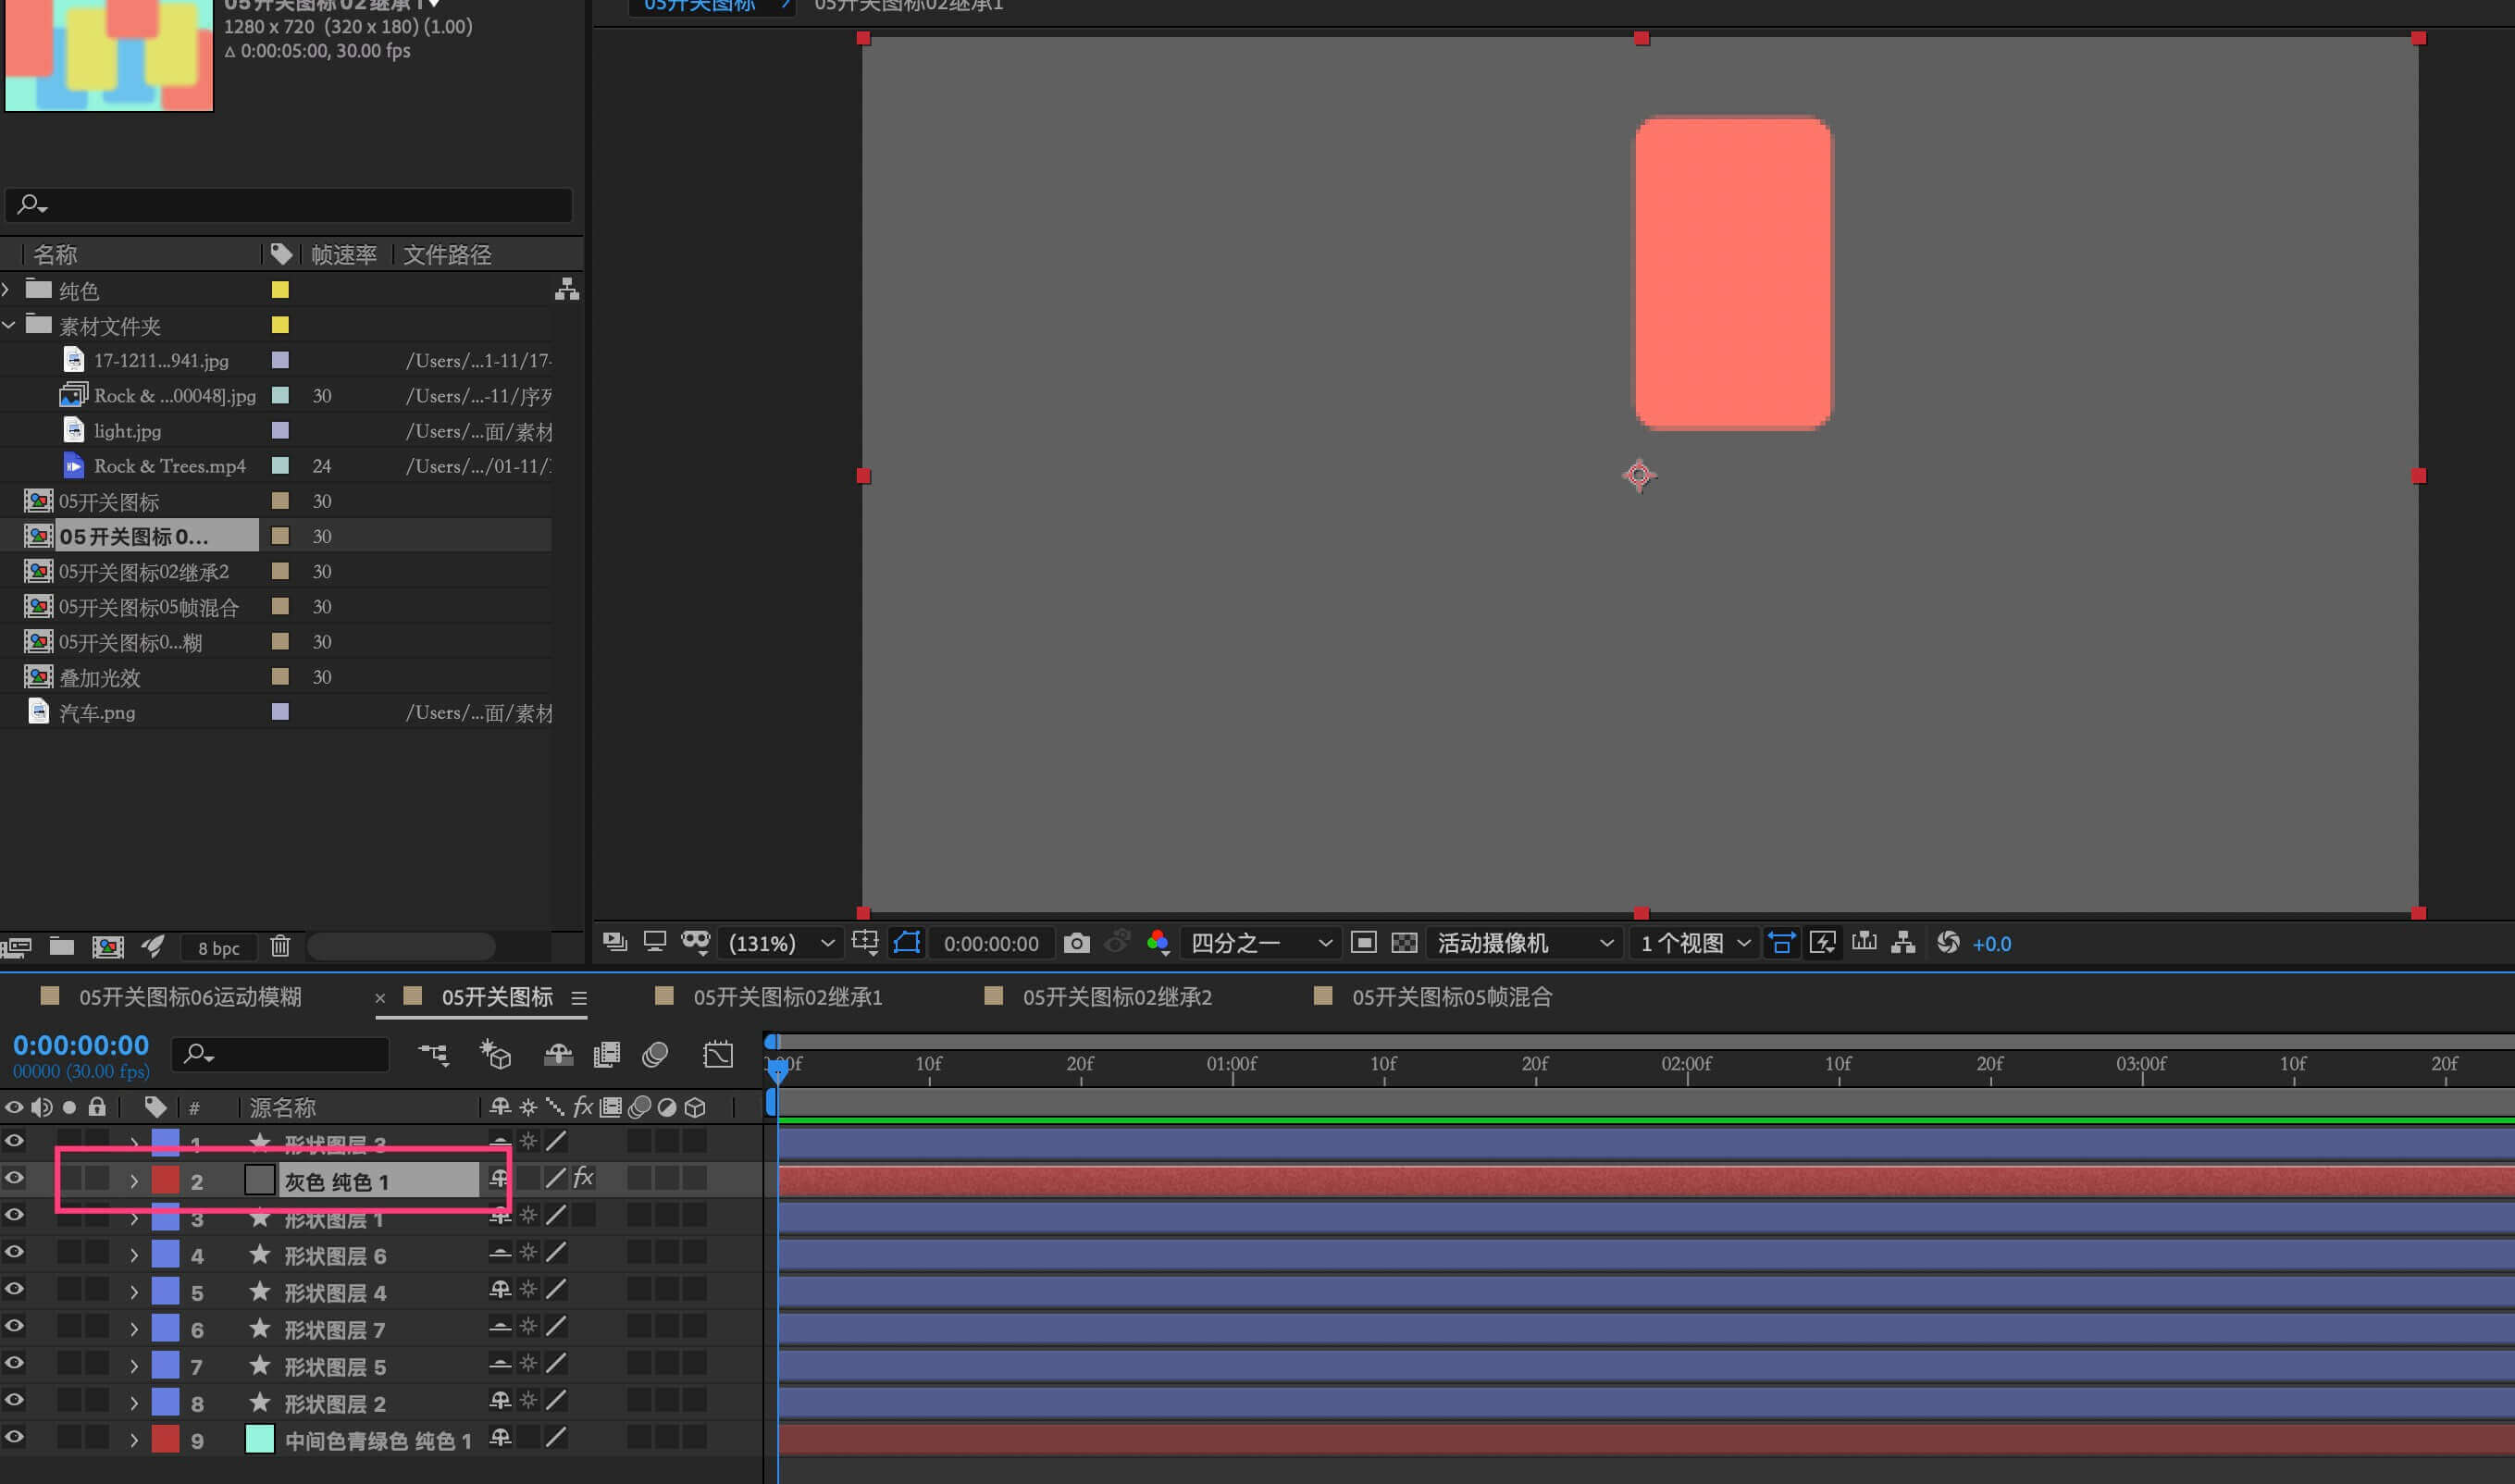 05开关图标02继承1▼
1280 x 720 (320 x 180) (1.00)
△ 0:00:05:00, 30.00 fps
05开关图标 05开关图标02继承1
名称 帧速率 文件路径
纯色
素材文件夹
17-1211...941.jpg /Users/...1-11/17-
Rock & ...00048].jpg 30 /Users/...-11/序列
light.jpg /Users/...面/素材
Rock & Trees.mp4 24 /Users/.../01-11/
05开关图标 30
05开关图标0... 30
05开关图标02继承2 30
05开关图标05帧混合 30
05开关图标0...糊 30
叠加光效 30
汽车.png /Users/...面/素材
8 bpc
(131%) 0:00:00:00 四分之一 活动摄像机 1个视图 +0.0
05开关图标06运动模糊 × 05开关图标 05开关图标02继承1 05开关图标02继承2 05开关图标05帧混合
0:00:00:00
00000 (30.00 fps)
:00f 10f 20f 01:00f 10f 20f 02:00f 10f 20f 03:00f 10f 20f
# 源名称 fx
1 形状图层 3
2 灰色 纯色 1 fx
3 形状图层 1
4 形状图层 6
5 形状图层 4
6 形状图层 7
7 形状图层 5
8 形状图层 2
9 中间色青绿色 纯色 1